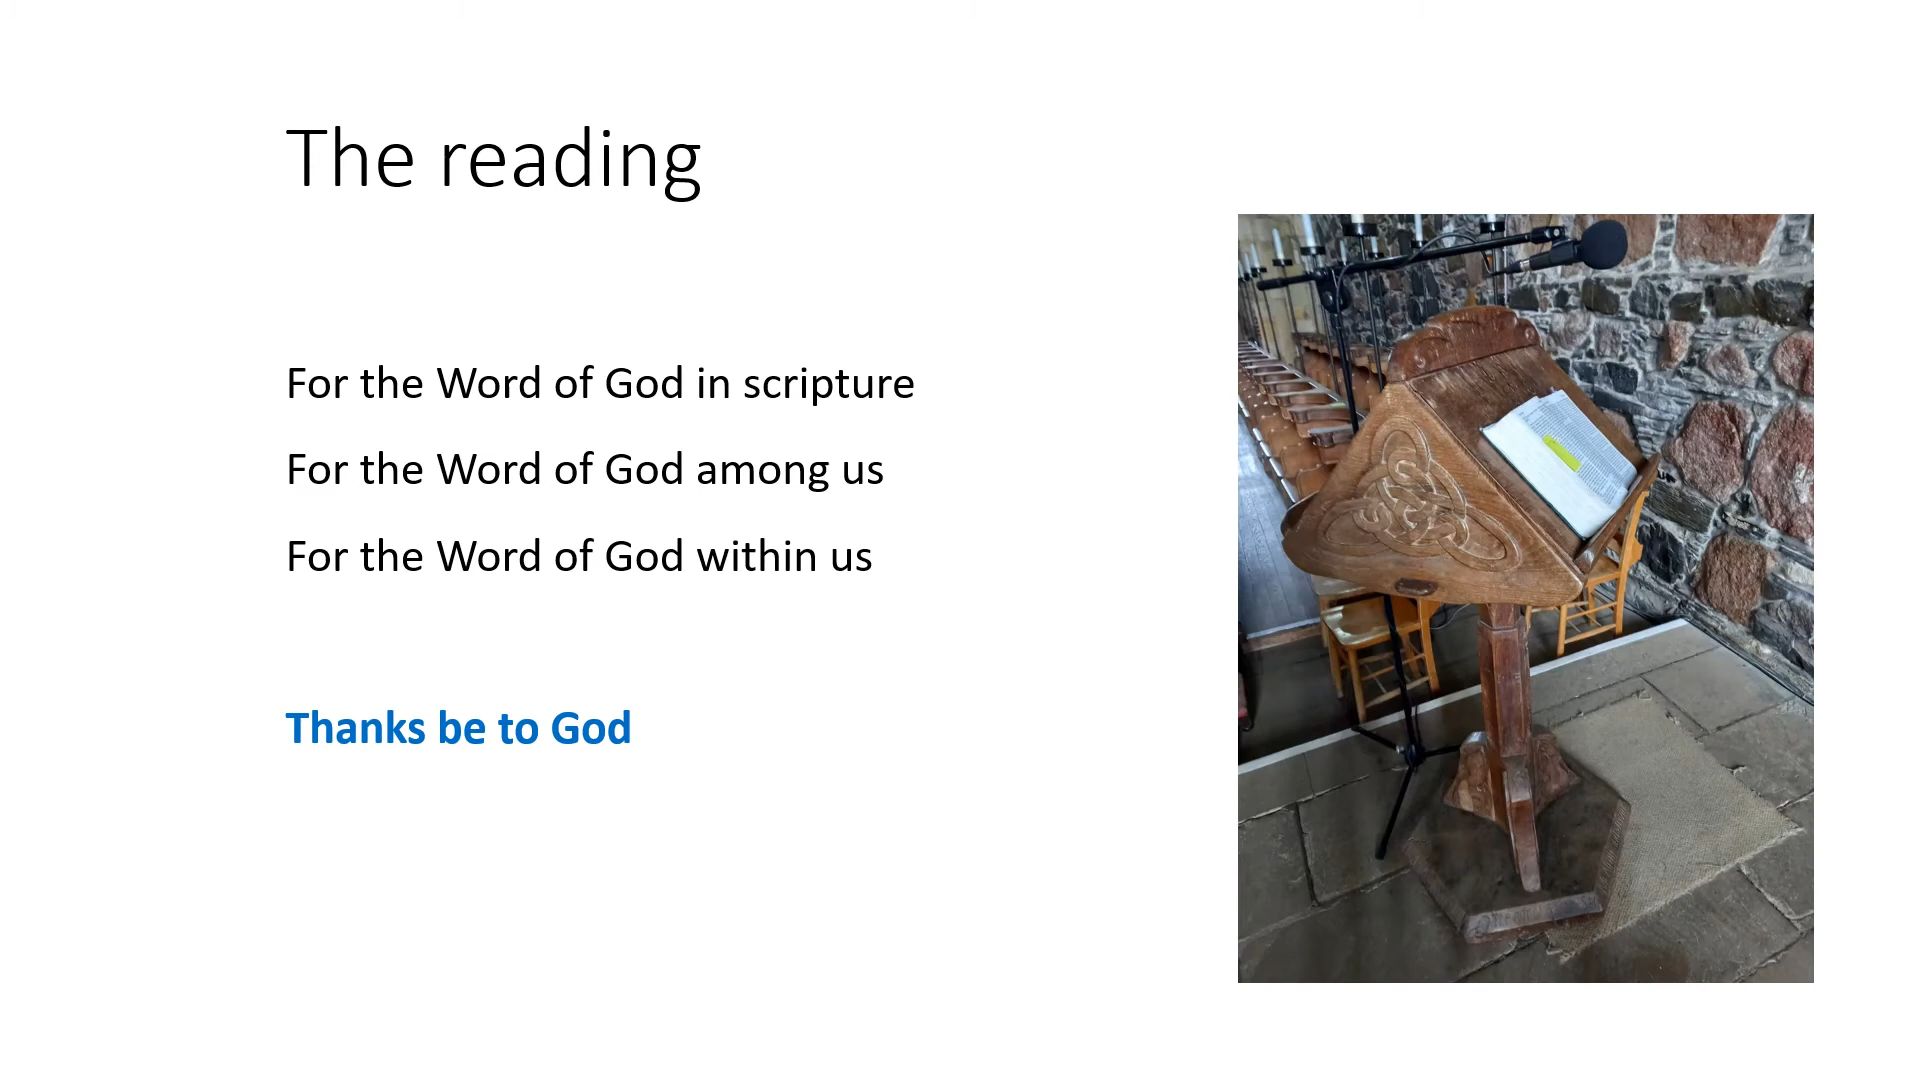 The reading
For the Word of God in scripture
For the Word of God among us
For the Word of God within us
Thanks be to God